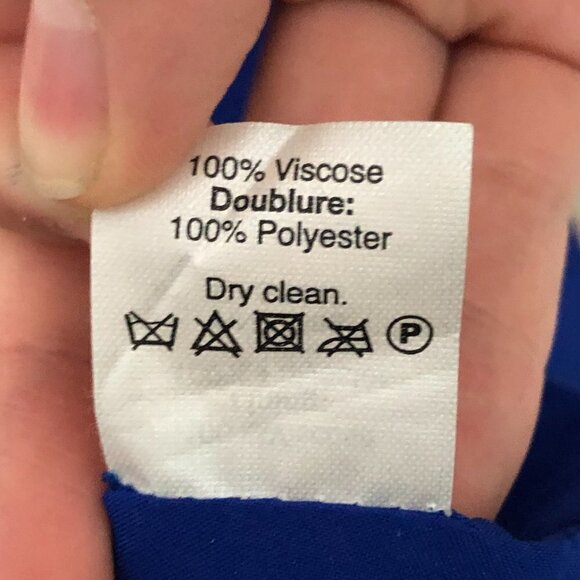 100% Viscose
Doublure:
100% Polyester
Dry clean.
P